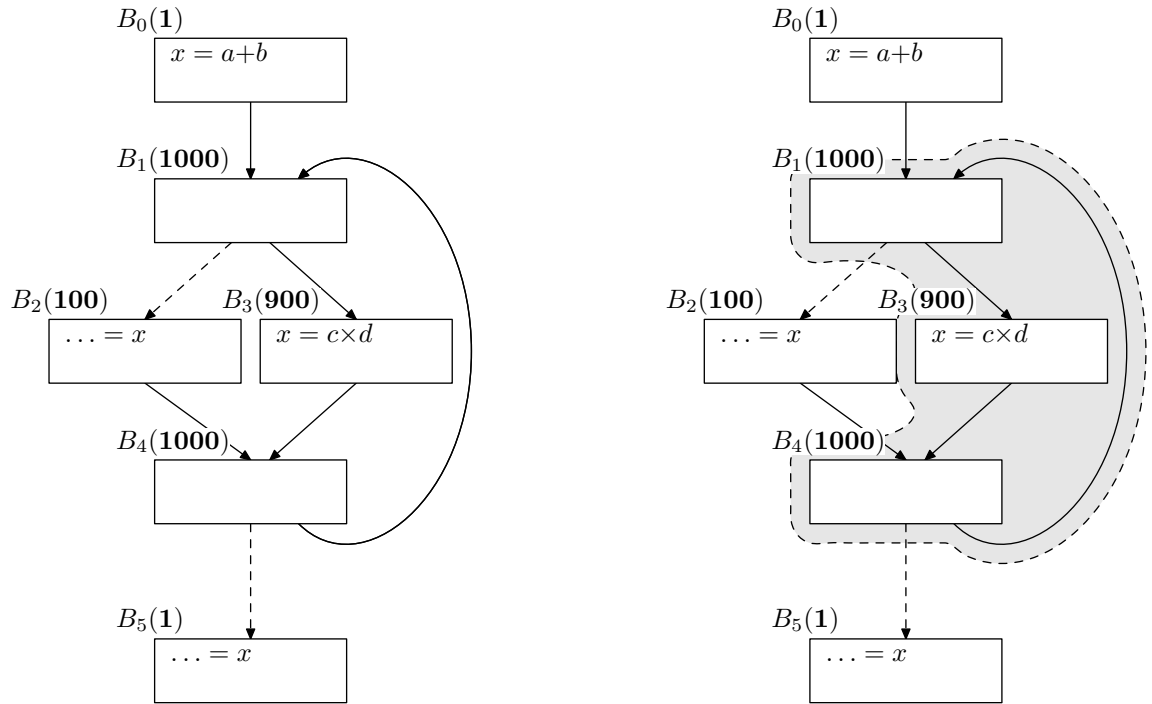 B₀(1)
x = a+b
B₁(1000)
B₂(100)
... = x
B₃(900)
x = c×d
B₄(1000)
B₅(1)
... = x
B₀(1)
x = a+b
B₁(1000)
B₂(100)
... = x
B₃(900)
x = c×d
B₄(1000)
B₅(1)
... = x